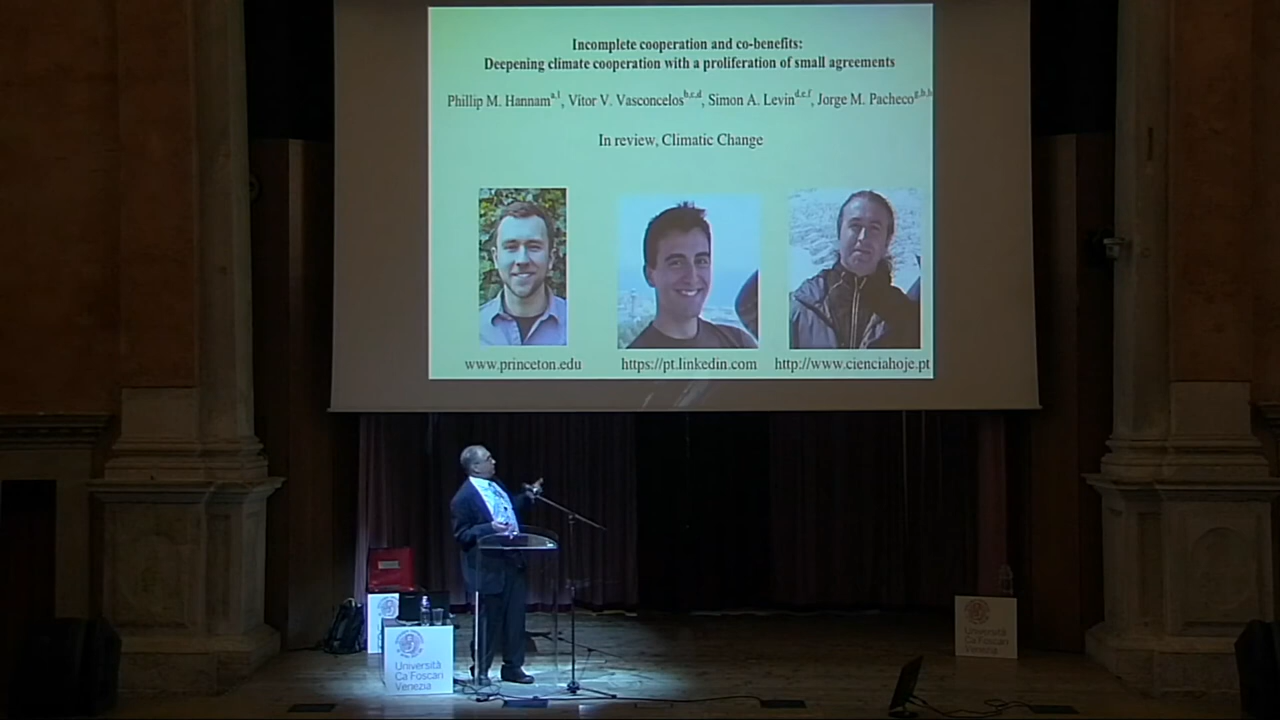 Incomplete cooperation and co-benefits:
Deepening climate cooperation with a proliferation of small agreements
Phillip M. Hannam a,1, Vítor V. Vasconcelos b,c,d, Simon A. Levin d,e,f, Jorge M. Pacheco g,b,h
In review, Climatic Change
www.princeton.edu
https://pt.linkedin.com
http://www.cienciahoje.pt
Università
Ca'Foscari
Venezia
Università
Ca'Foscari
Venezia